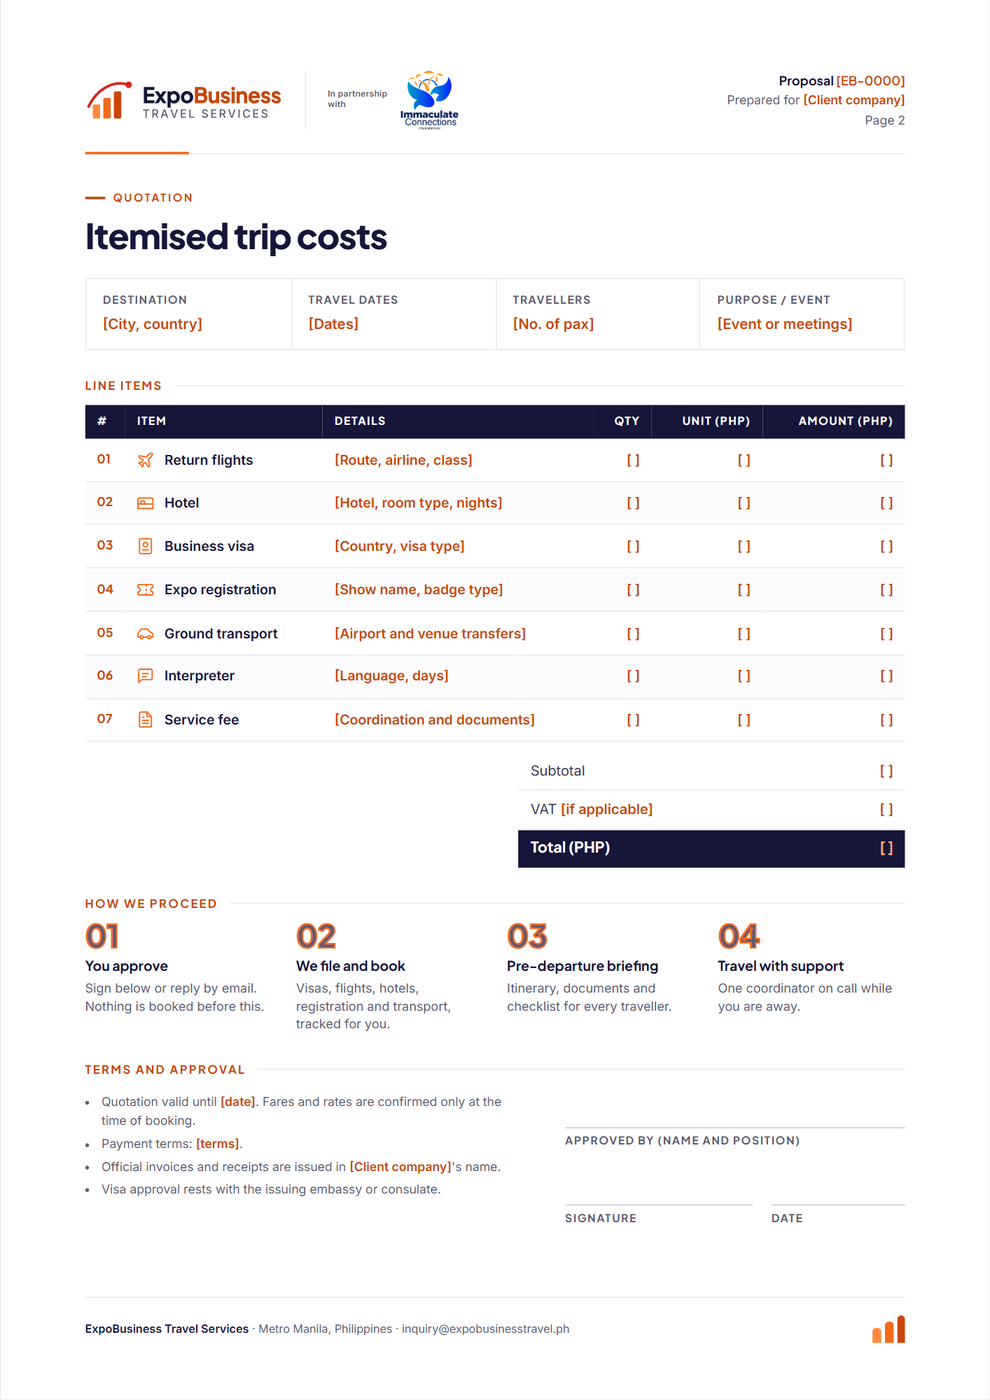 ExpoBusiness
TRAVEL SERVICES
In partnership
with
Immaculate
Connections
Proposal [EB-0000]
Prepared for [Client company]
Page 2
QUOTATION
Itemised trip costs
DESTINATION TRAVEL DATES TRAVELLERS PURPOSE / EVENT
[City, country] [Dates] [No. of pax] [Event or meetings]
LINE ITEMS
# ITEM DETAILS QTY UNIT (PHP) AMOUNT (PHP)
01 Return flights [Route, airline, class] [ ] [ ] [ ]
02 Hotel [Hotel, room type, nights] [ ] [ ] [ ]
03 Business visa [Country, visa type] [ ] [ ] [ ]
04 Expo registration [Show name, badge type] [ ] [ ] [ ]
05 Ground transport [Airport and venue transfers] [ ] [ ] [ ]
06 Interpreter [Language, days] [ ] [ ] [ ]
07 Service fee [Coordination and documents] [ ] [ ] [ ]
Subtotal [ ]
VAT [if applicable] [ ]
Total (PHP) [ ]
HOW WE PROCEED
01
You approve
Sign below or reply by email.
Nothing is booked before this.
02
We file and book
Visas, flights, hotels,
registration and transport,
tracked for you.
03
Pre-departure briefing
Itinerary, documents and
checklist for every traveller.
04
Travel with support
One coordinator on call while
you are away.
TERMS AND APPROVAL
• Quotation valid until [date]. Fares and rates are confirmed only at the
time of booking.
• Payment terms: [terms].
• Official invoices and receipts are issued in [Client company]'s name.
• Visa approval rests with the issuing embassy or consulate.
APPROVED BY (NAME AND POSITION)
SIGNATURE DATE
ExpoBusiness Travel Services · Metro Manila, Philippines · inquiry@expobusinesstravel.ph